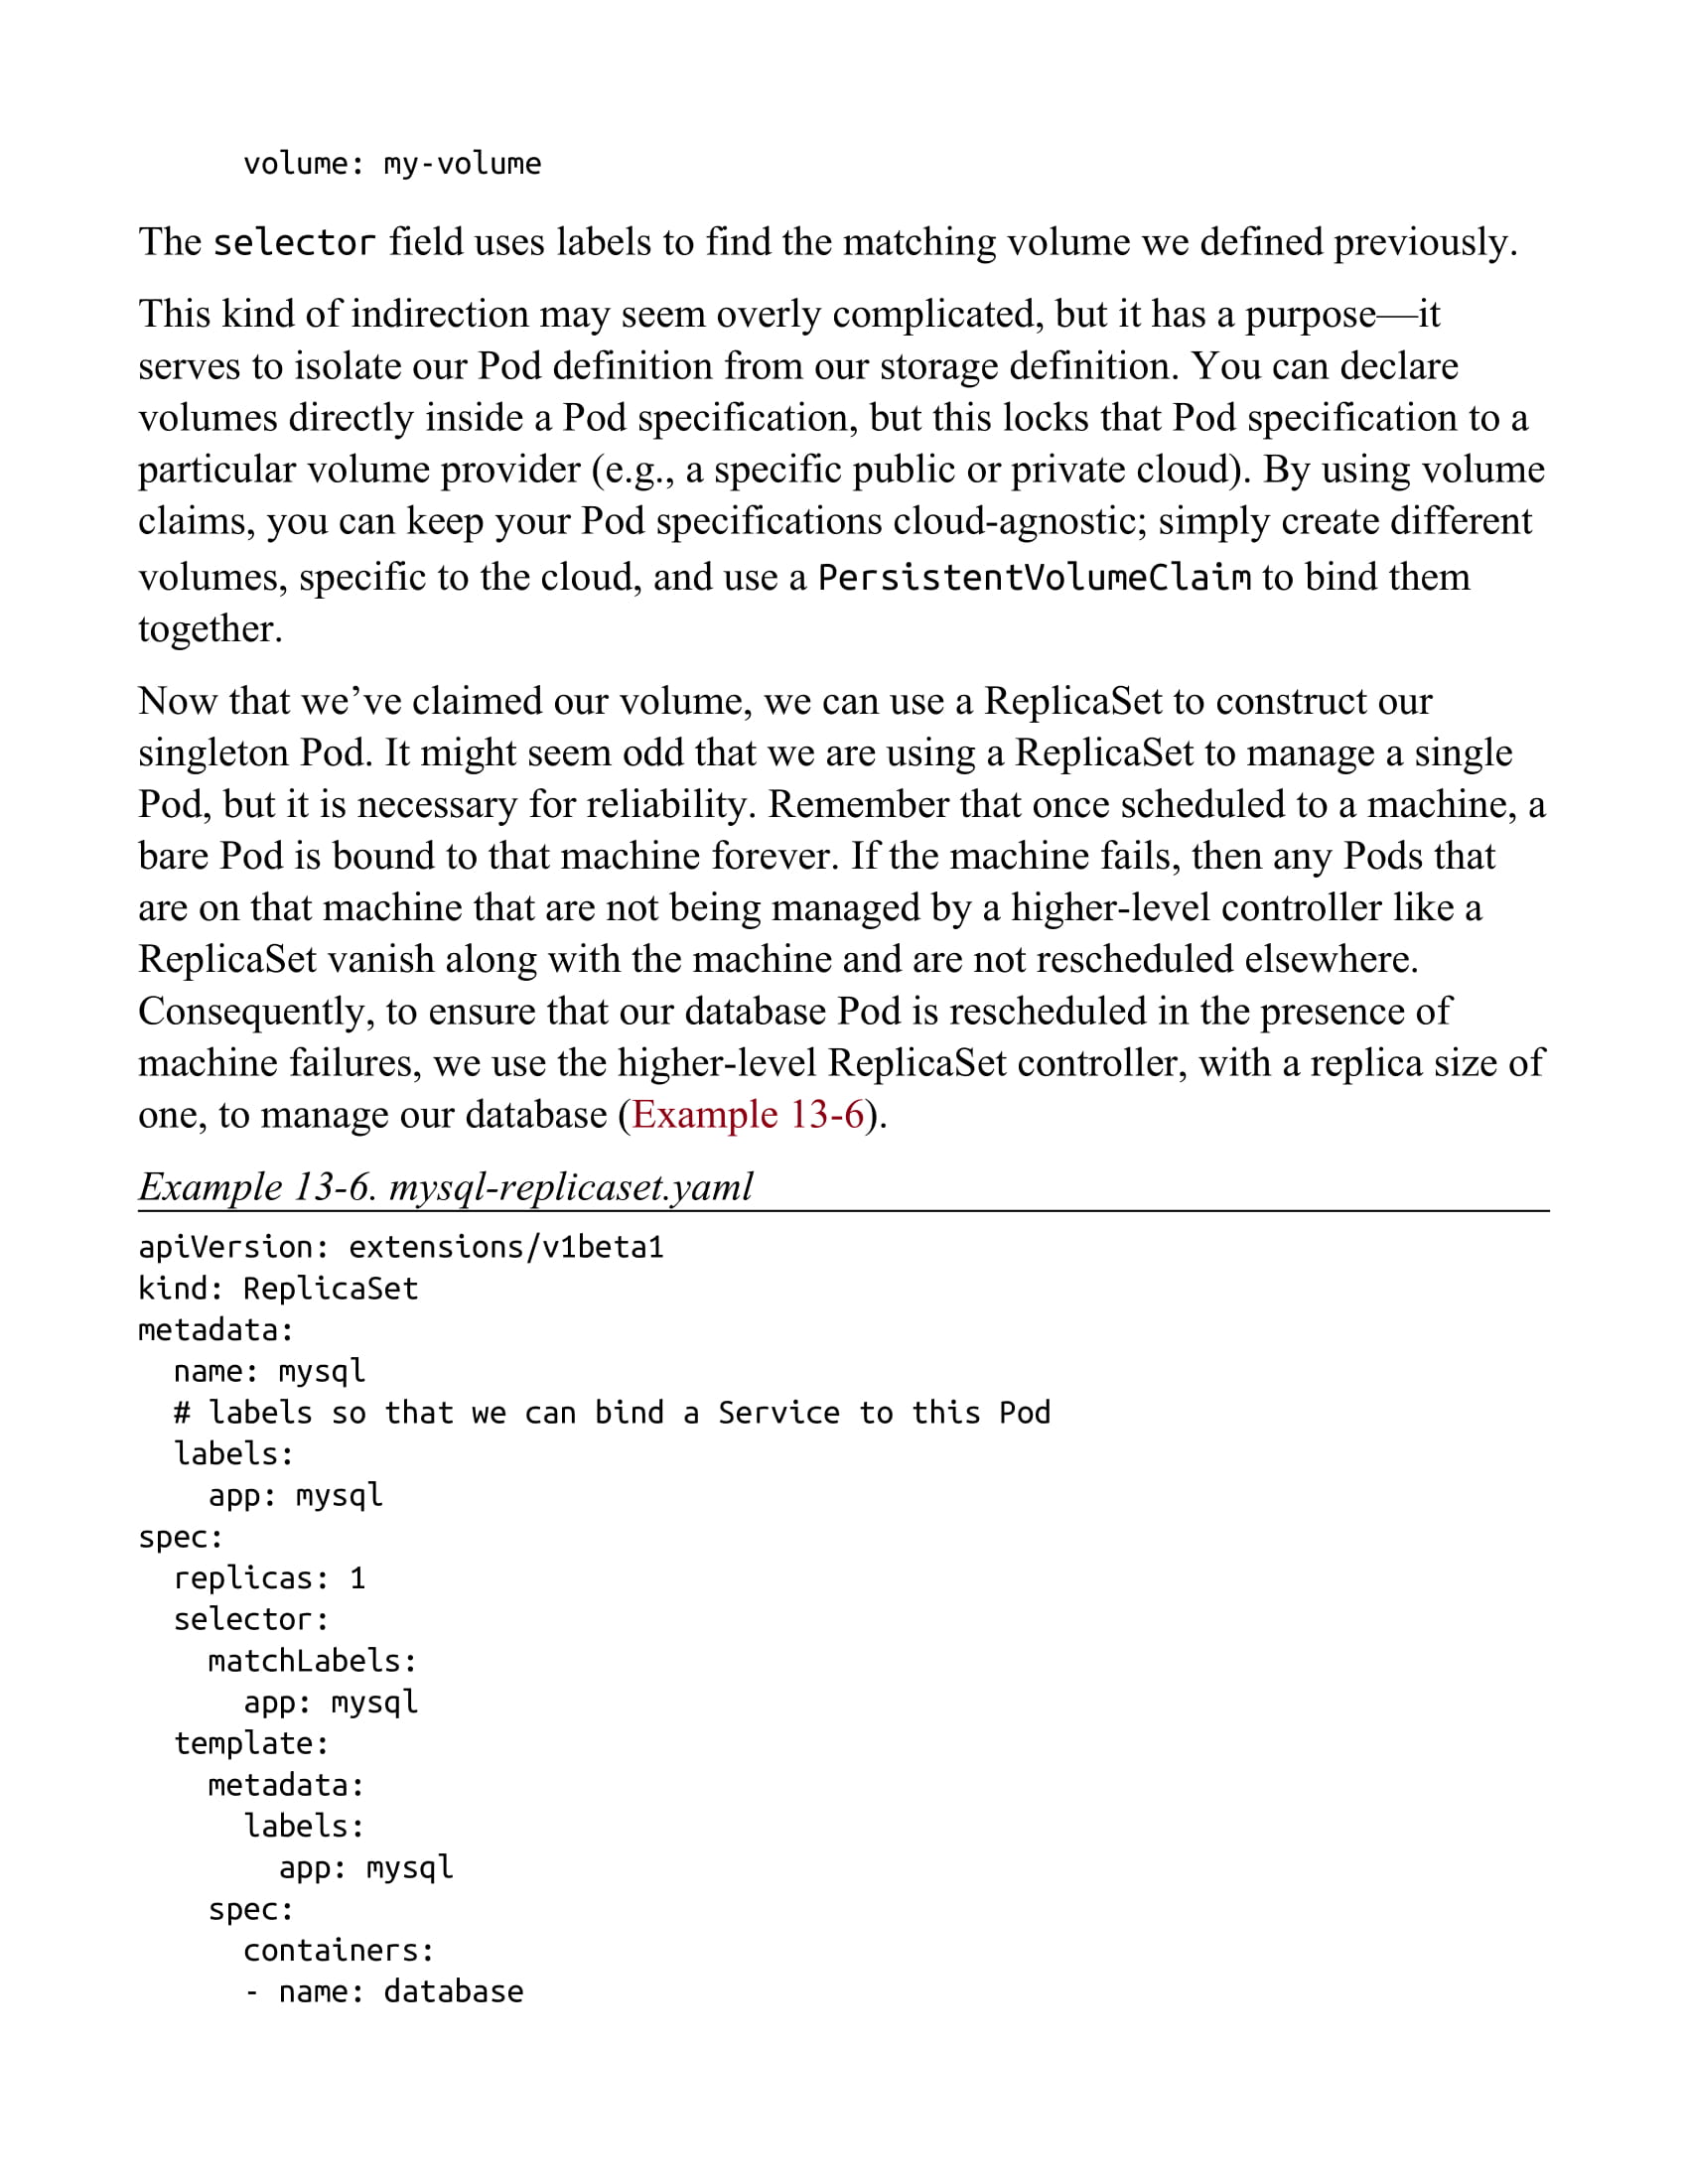 volume: my-volume
The selector field uses labels to find the matching volume we defined previously.
This kind of indirection may seem overly complicated, but it has a purpose—it
serves to isolate our Pod definition from our storage definition. You can declare
volumes directly inside a Pod specification, but this locks that Pod specification to a
particular volume provider (e.g., a specific public or private cloud). By using volume
claims, you can keep your Pod specifications cloud-agnostic; simply create different
volumes, specific to the cloud, and use a PersistentVolumeClaim to bind them
together.
Now that we’ve claimed our volume, we can use a ReplicaSet to construct our
singleton Pod. It might seem odd that we are using a ReplicaSet to manage a single
Pod, but it is necessary for reliability. Remember that once scheduled to a machine, a
bare Pod is bound to that machine forever. If the machine fails, then any Pods that
are on that machine that are not being managed by a higher-level controller like a
ReplicaSet vanish along with the machine and are not rescheduled elsewhere.
Consequently, to ensure that our database Pod is rescheduled in the presence of
machine failures, we use the higher-level ReplicaSet controller, with a replica size of
one, to manage our database (Example 13-6).
Example 13-6. mysql-replicaset.yaml
apiVersion: extensions/v1beta1
kind: ReplicaSet
metadata:
  name: mysql
  # labels so that we can bind a Service to this Pod
  labels:
    app: mysql
spec:
  replicas: 1
  selector:
    matchLabels:
      app: mysql
  template:
    metadata:
      labels:
        app: mysql
    spec:
      containers:
      - name: database